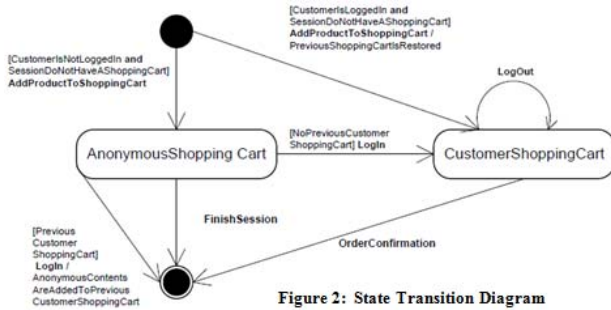 [CustomerIsLoggedIn and
SessionDoNotHaveAShoppingCart]
AddProductToShoppingCart /
PreviousShoppingCartIsRestored
[CustomerIsNotLoggedIn and
SessionDoNotHaveAShoppingCart]
AddProductToShoppingCart
LogOut
AnonymousShopping Cart
[NoPreviousCustomer
ShoppingCart] LogIn
CustomerShoppingCart
FinishSession
[Previous
Customer
ShoppingCart]
LogIn /
AnonymousContents
AreAddedToPrevious
CustomerShoppingCart
OrderConfirmation
Figure 2: State Transition Diagram